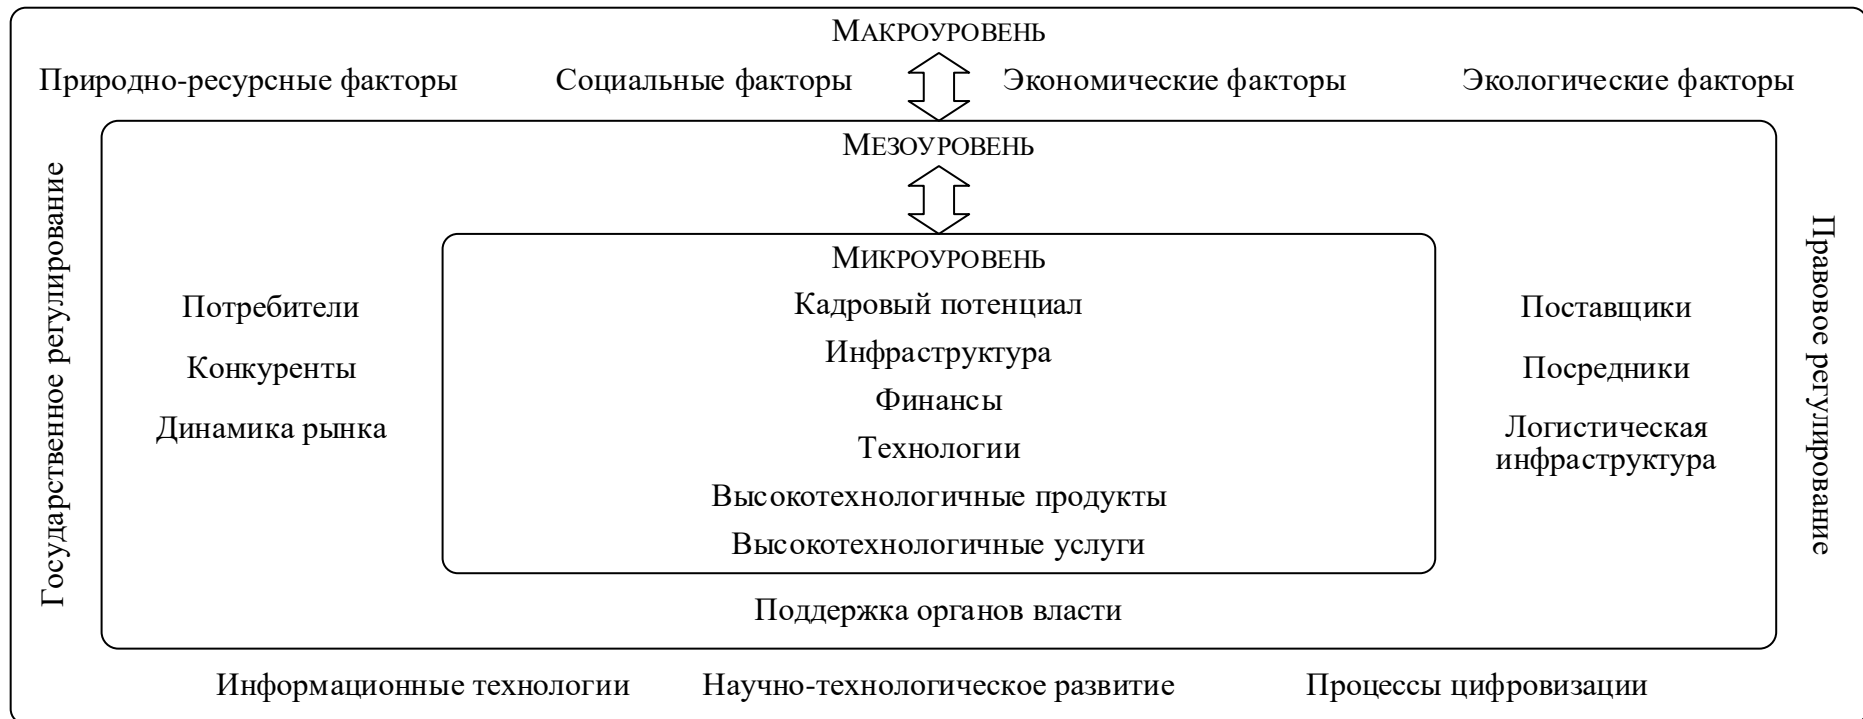 МАКРОУРОВЕНЬ
Природно-ресурсные факторы
Социальные факторы
Экономические факторы
Экологические факторы
Государственное регулирование
МЕЗОУРОВЕНЬ
Потребители
Конкуренты
Динамика рынка
МИКРОУРОВЕНЬ
Кадровый потенциал
Инфраструктура
Финансы
Технологии
Высокотехнологичные продукты
Высокотехнологичные услуги
Поставщики
Посредники
Логистическая
инфраструктура
Поддержка органов власти
Правовое регулирование
Информационные технологии
Научно-технологическое развитие
Процессы цифровизации